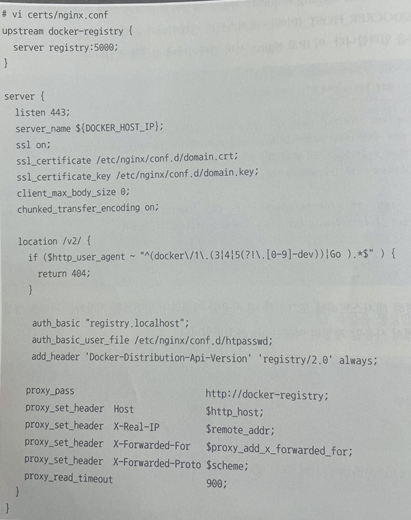 # vi certs/nginx.conf
upstream docker-registry {
server registry:5000;
}
server {
listen 443;
server_name ${DOCKER_HOST_IP};
ssl on;
ssl_certificate /etc/nginx/conf.d/domain.crt;
ssl_certificate_key /etc/nginx/conf.d/domain.key;
client_max_body_size 0;
chunked_transfer_encoding on;
location /v2/ {
if ($http_user_agent ~ "^(docker\/1\.(3|4|5(?!\.[0-9]-dev))|Go ).*$" ) {
return 404;
}
auth_basic "registry.localhost";
auth_basic_user_file /etc/nginx/conf.d/htpasswd;
add_header 'Docker-Distribution-Api-Version' 'registry/2.0' always;
proxy_pass http://docker-registry;
proxy_set_header Host $http_host;
proxy_set_header X-Real-IP $remote_addr;
proxy_set_header X-Forwarded-For $proxy_add_x_forwarded_for;
proxy_set_header X-Forwarded-Proto $scheme;
proxy_read_timeout 900;
}
}